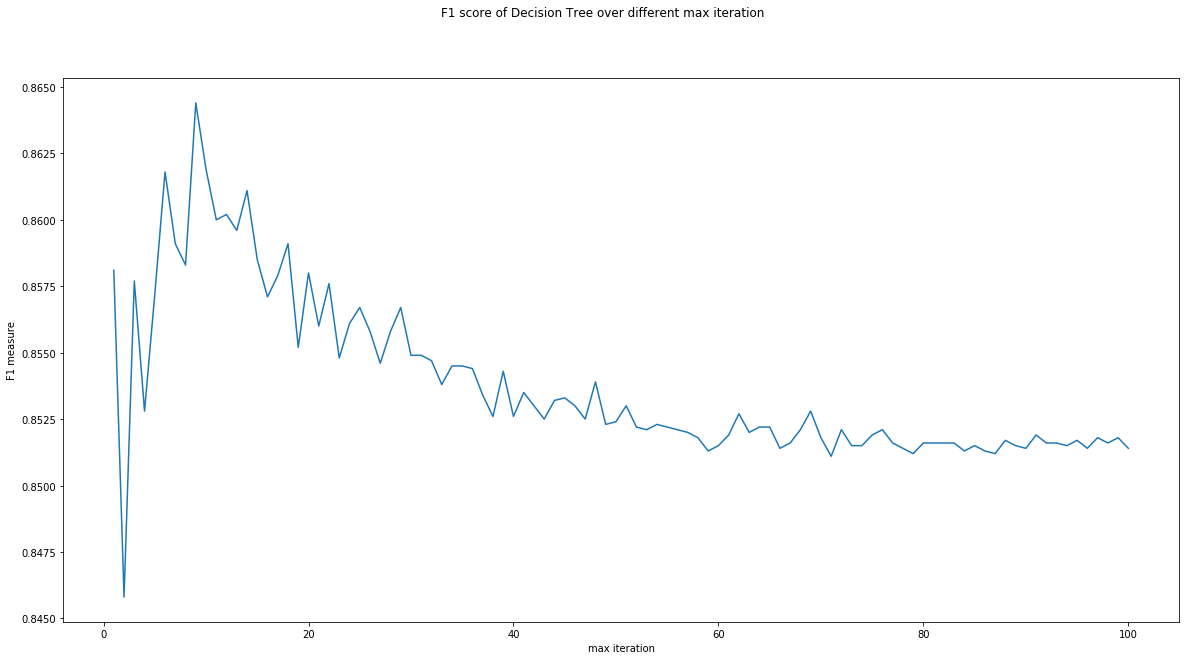 F1 score of Decision Tree over different max iteration
0.8650
0.8625
0.8600
0.8575
0.8550
0.8525
0.8500
0.8475
0.8450
F1 measure
0 20 40 60 80 100
max iteration